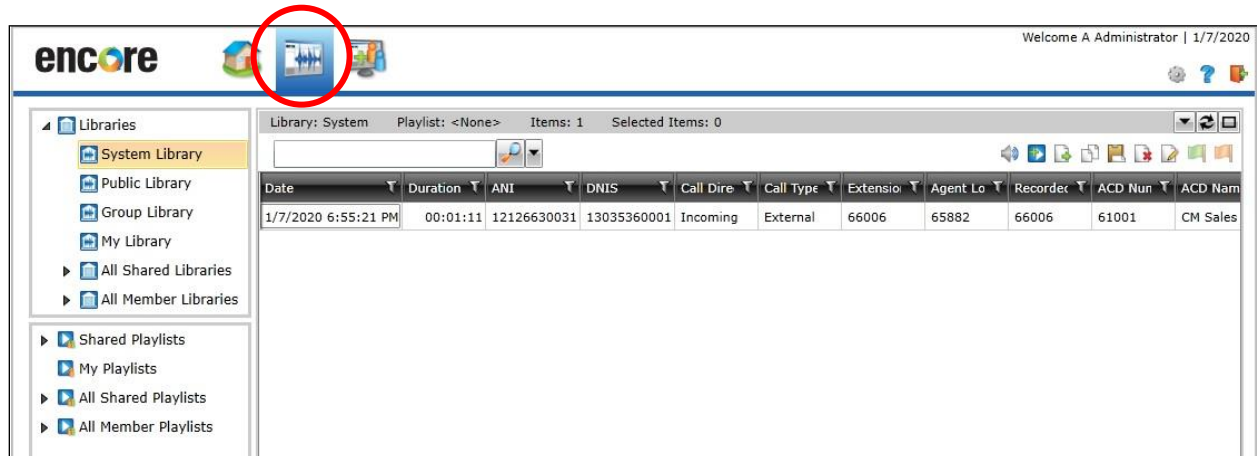 Welcome A Administrator | 1/7/2020
encore
Libraries
System Library
Public Library
Group Library
My Library
All Shared Libraries
All Member Libraries
Shared Playlists
My Playlists
All Shared Playlists
All Member Playlists
Library: System Playlist: <None> Items: 1 Selected Items: 0
Date Duration ANI DNIS Call Dire Call Type Extensio Agent Lo Recorded ACD Nun ACD Nam
1/7/2020 6:55:21 PM 00:01:11 12126630031 13035360001 Incoming External 66006 65882 66006 61001 CM Sales